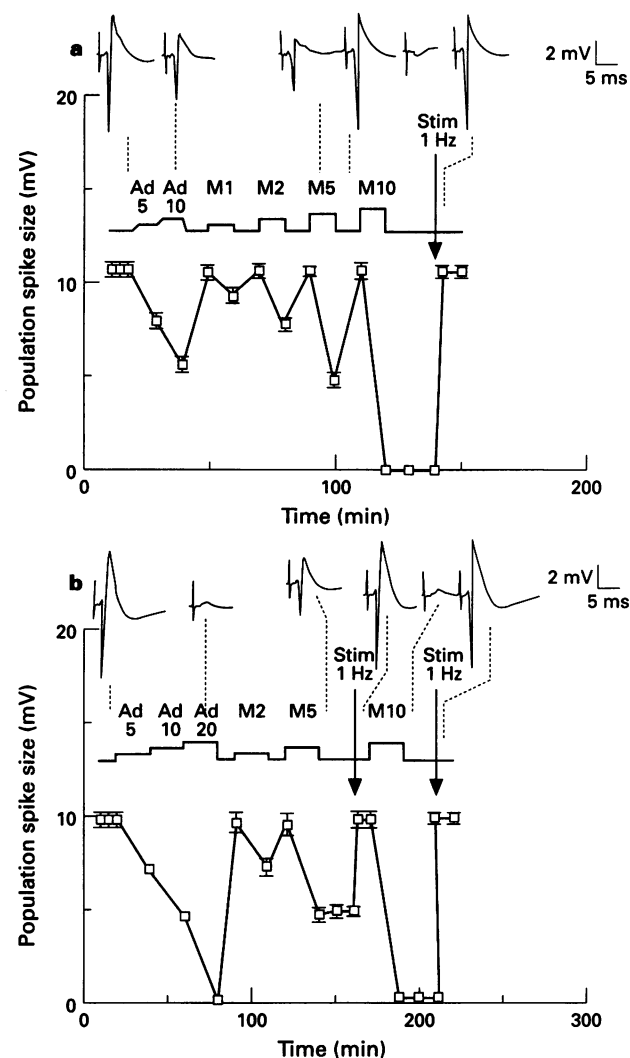 a
2 mV
5 ms
20
Stim
1 Hz
Ad Ad M1 M2 M5 M10
5 10
Population spike size (mV)
10
0
0 100 200
Time (min)
b
2 mV
5 ms
20
Stim Stim
1 Hz 1 Hz
Ad Ad Ad M2 M5 M10
5 10 20
Population spike size (mV)
10
0
0 100 200 300
Time (min)